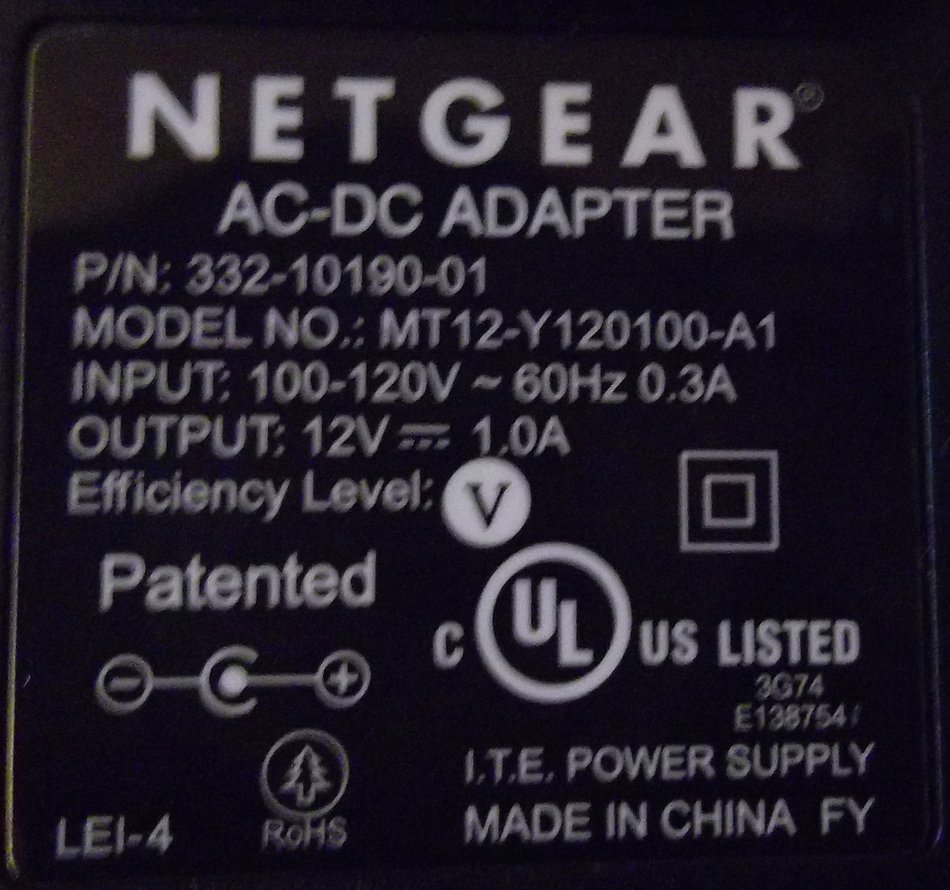 NETGEAR®
AC-DC ADAPTER
P/N: 332-10190-01
MODEL NO.: MT12-Y120100-A1
INPUT: 100-120V ~ 60Hz 0.3A
OUTPUT: 12V ⎓ 1.0A
Efficiency Level: V
Patented
C UL US LISTED
3G74
E138754
I.T.E. POWER SUPPLY
RoHS
LEI-4
MADE IN CHINA FY